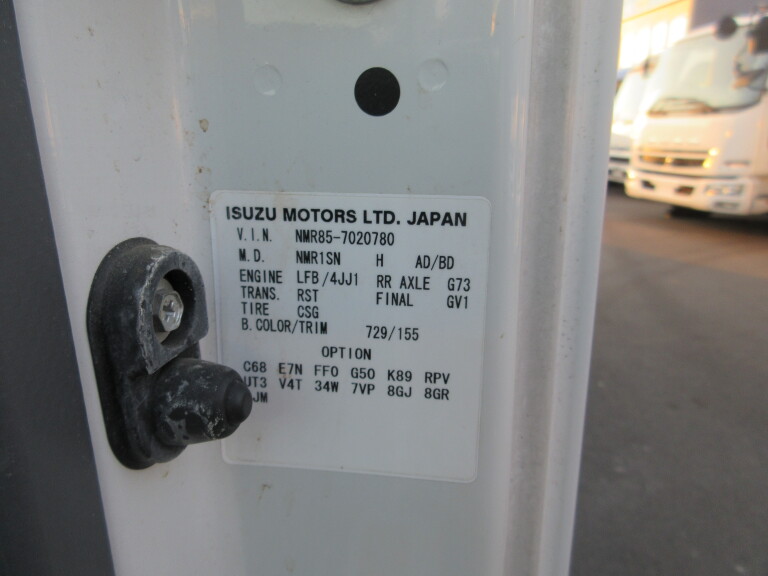 ISUZU MOTORS LTD. JAPAN
V.I.N. NMR85-7020780
M.D. NMR1SN H AD/BD
ENGINE LFB/4JJ1 RR AXLE G73
TRANS. RST FINAL GV1
TIRE CSG
B.COLOR/TRIM 729/155
OPTION
C68 E7N FF0 G50 K89 RPV
UT3 V4T 34W 7VP 8GJ 8GR